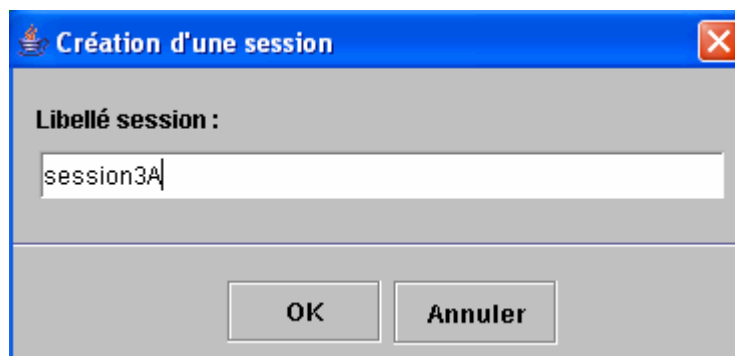 Création d'une session
Libellé session :
session3A
OK Annuler